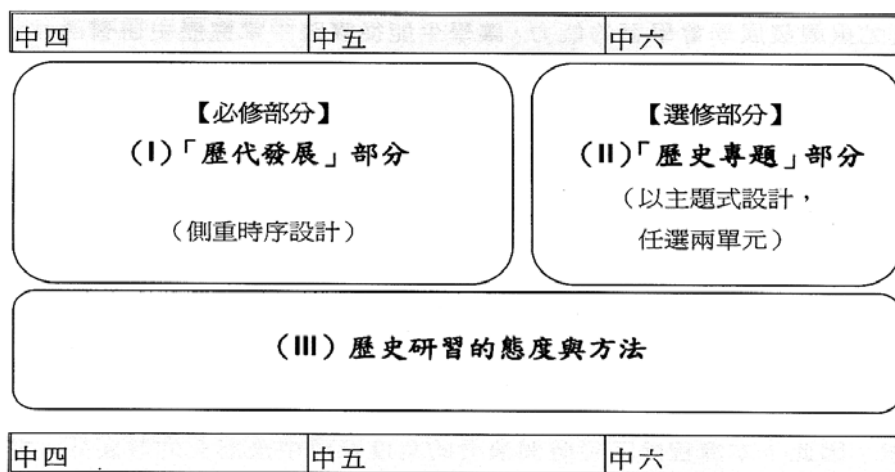 中四 中五 中六
【必修部分】
(I)「歷代發展」部分
（側重時序設計）
【選修部分】
(II)「歷史專題」部分
（以主題式設計，
任選兩單元）
(III) 歷史研習的態度與方法
中四 中五 中六